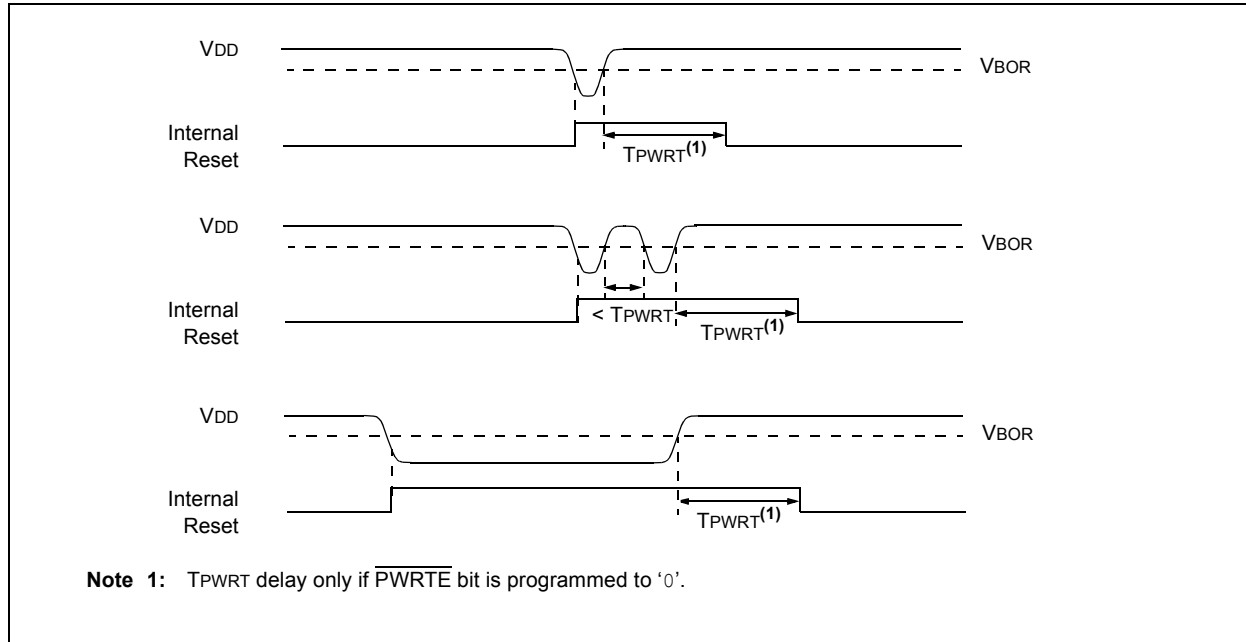 VDD
VBOR
Internal
Reset
TPWRT(1)
VDD
VBOR
Internal
Reset
< TPWRT
TPWRT(1)
VDD
VBOR
Internal
Reset
TPWRT(1)
Note 1: TPWRT delay only if PWRTE bit is programmed to ‘0’.